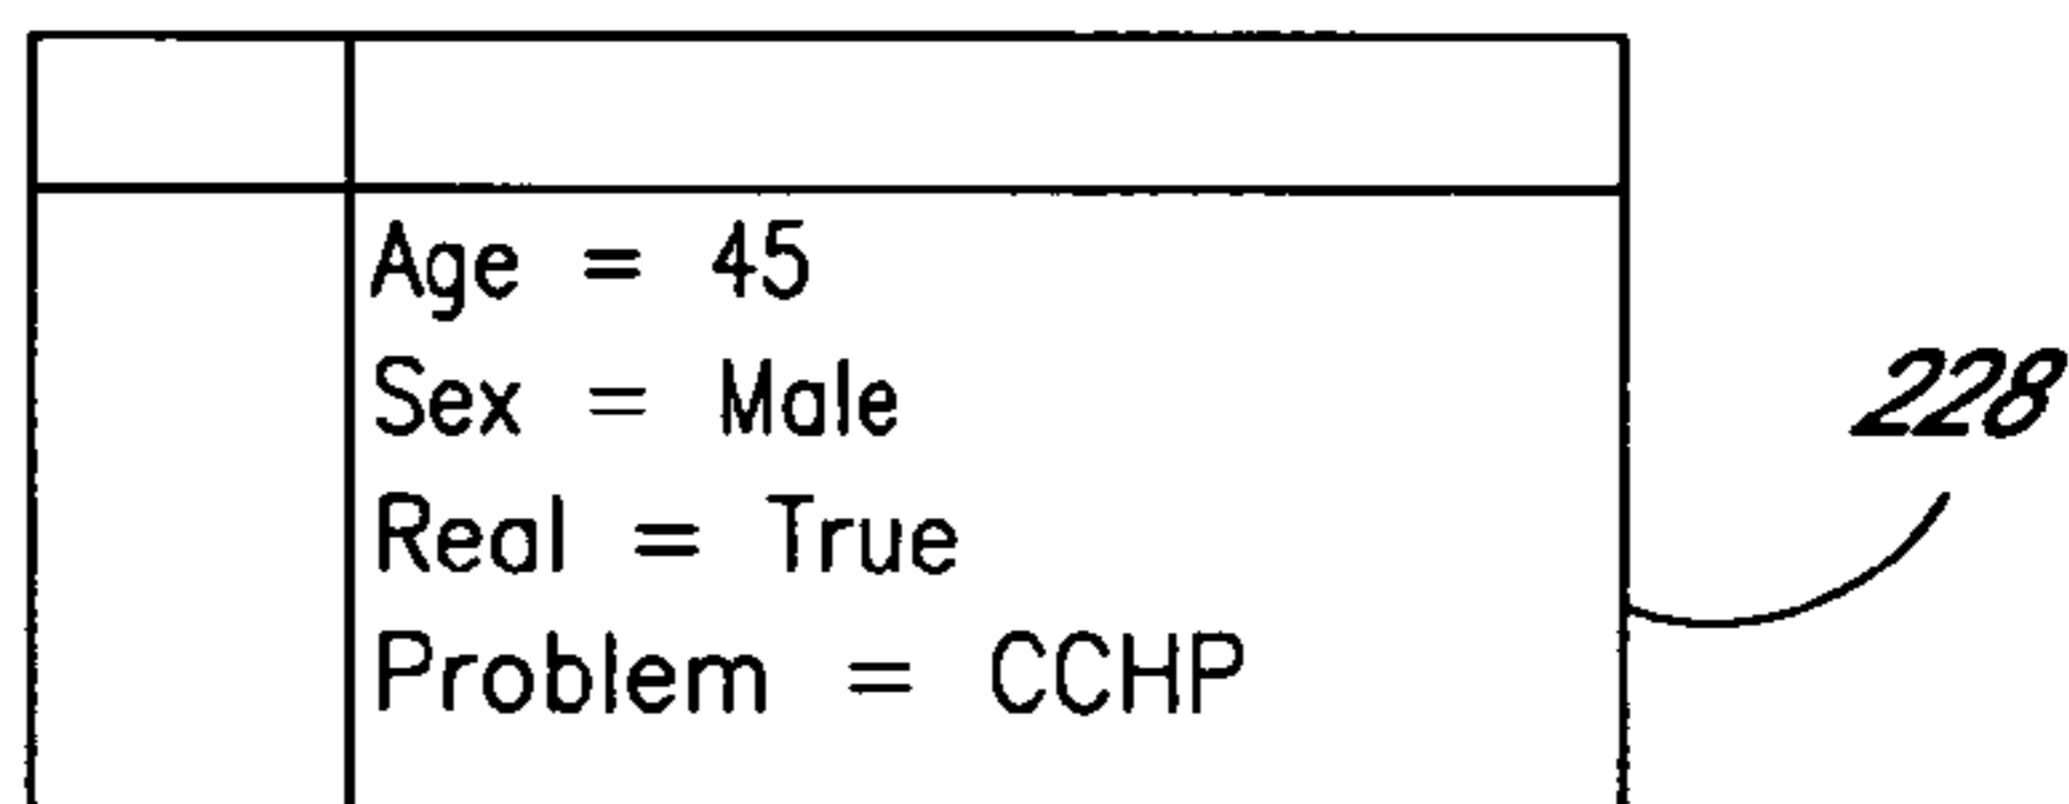 Age = 45
Sex = Male
228
Real = True
Problem = CCHP